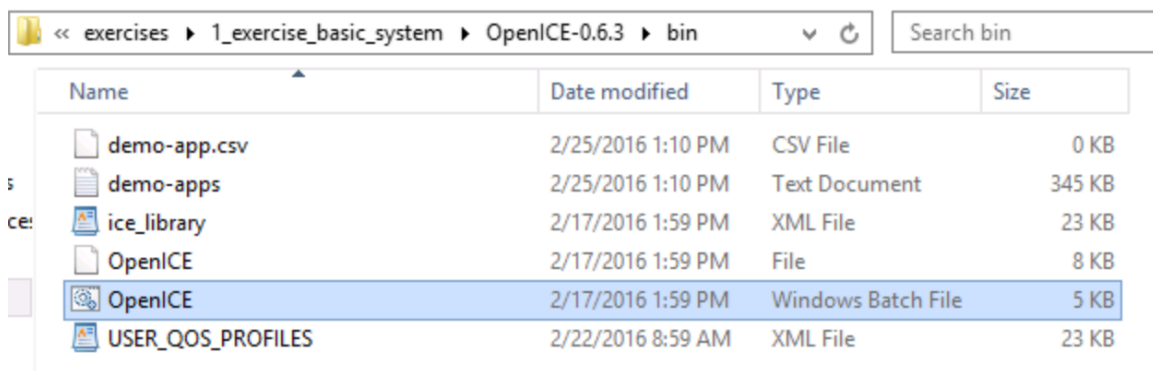 « exercises ▸ 1_exercise_basic_system ▸ OpenICE-0.6.3 ▸ bin Search bin
Name Date modified Type Size
demo-app.csv 2/25/2016 1:10 PM CSV File 0 KB
s demo-apps 2/25/2016 1:10 PM Text Document 345 KB
ces ice_library 2/17/2016 1:59 PM XML File 23 KB
OpenICE 2/17/2016 1:59 PM File 8 KB
OpenICE 2/17/2016 1:59 PM Windows Batch File 5 KB
USER_QOS_PROFILES 2/22/2016 8:59 AM XML File 23 KB